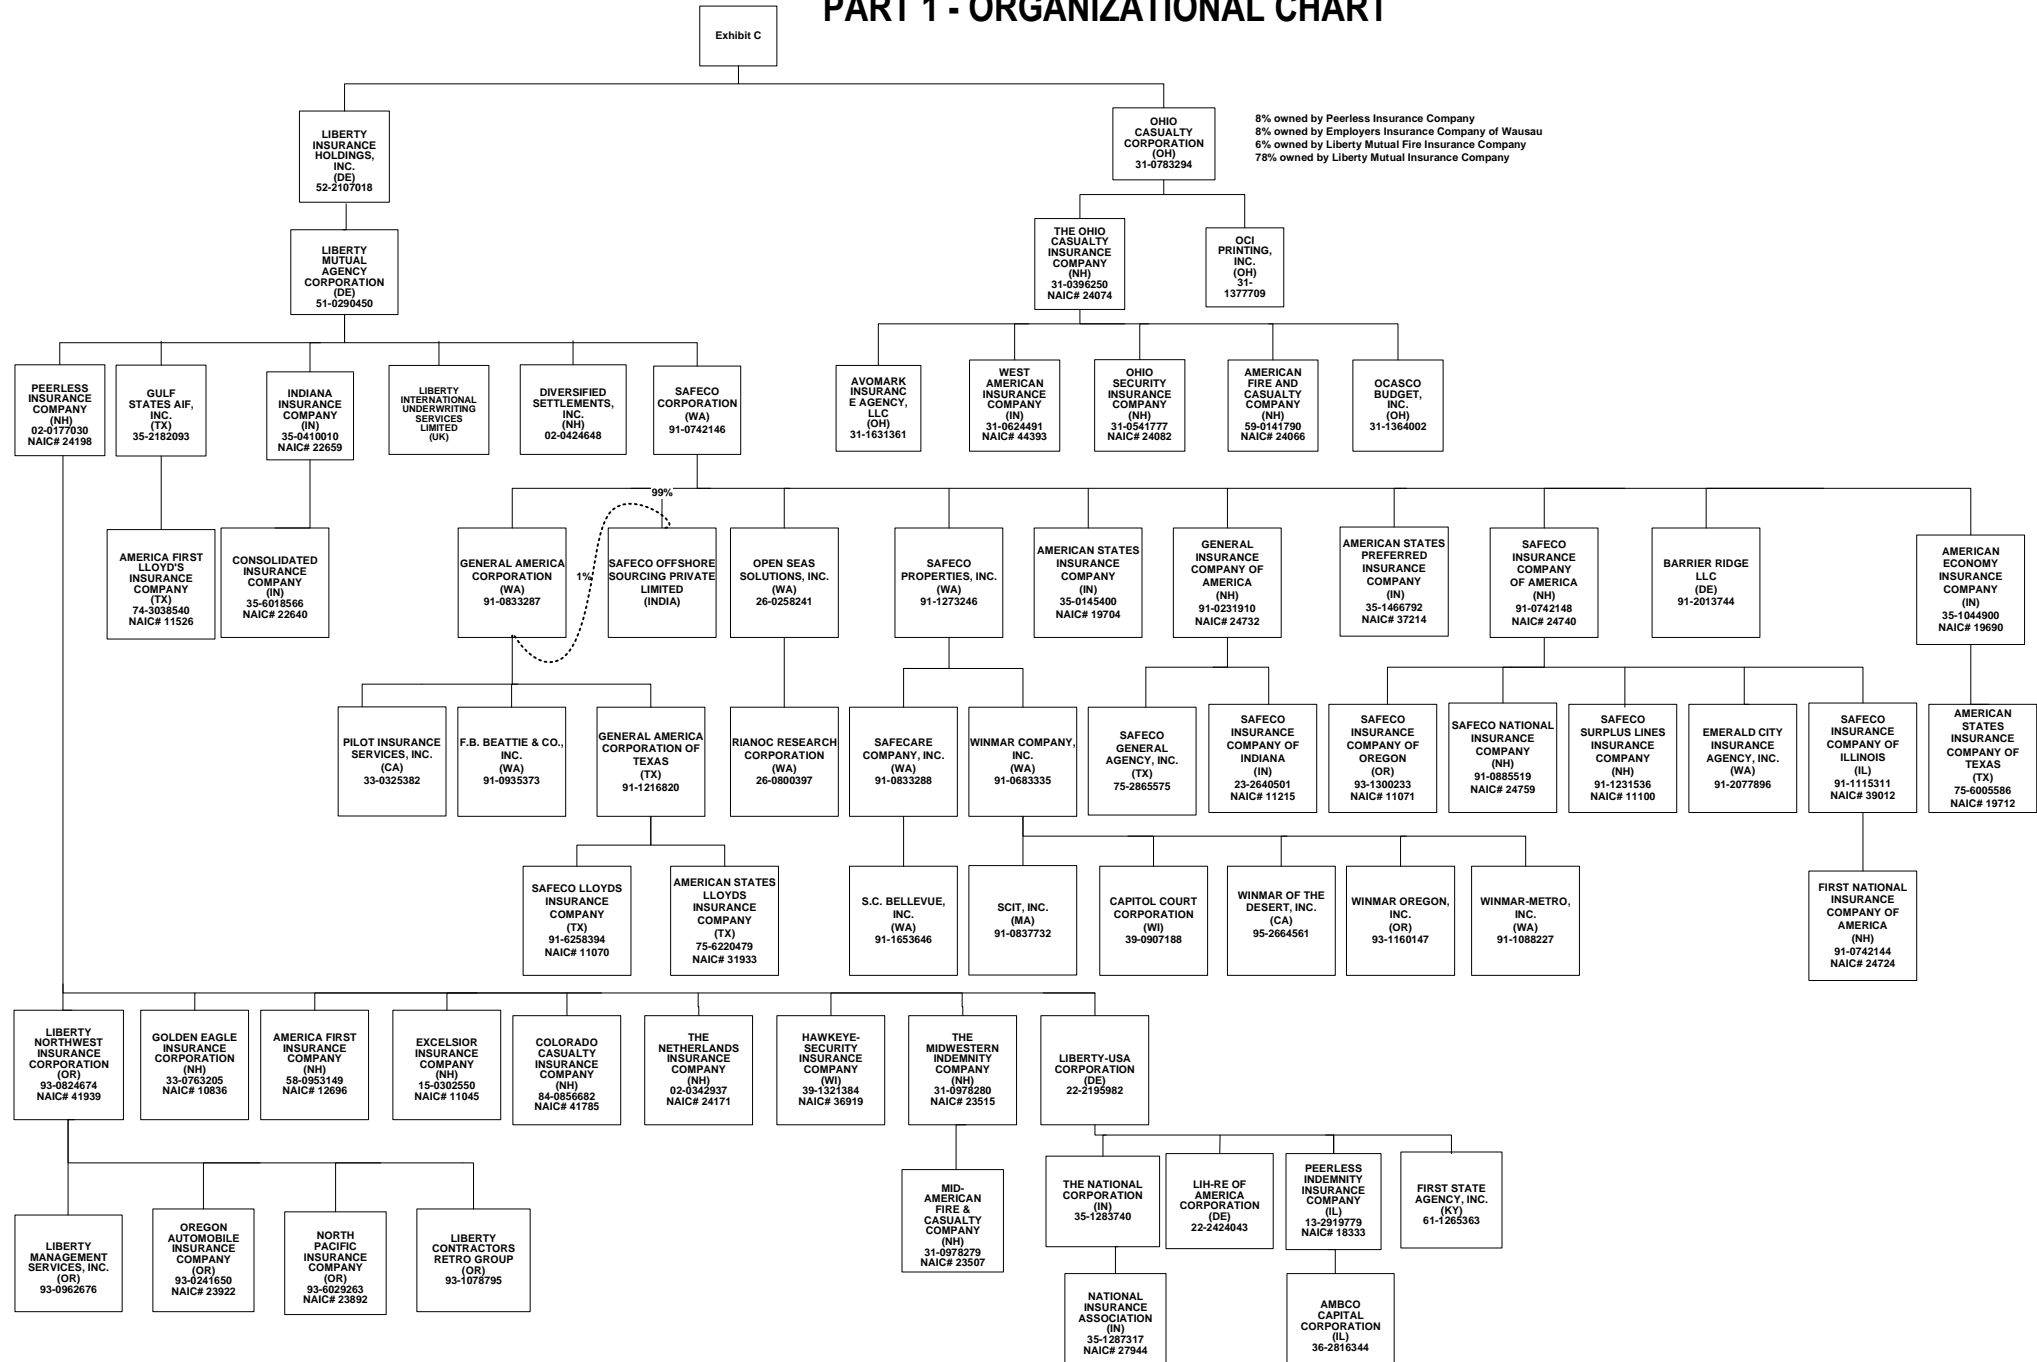 PART 1 - ORGANIZATIONAL CHART
Exhibit C
LIBERTY
INSURANCE
HOLDINGS,
INC.
(DE)
52-2107018
OHIO
CASUALTY
CORPORATION
(OH)
31-0783294
8% owned by Peerless Insurance Company
8% owned by Employers Insurance Company of Wausau
6% owned by Liberty Mutual Fire Insurance Company
78% owned by Liberty Mutual Insurance Company
LIBERTY
MUTUAL
AGENCY
CORPORATION
(DE)
51-0290450
THE OHIO
CASUALTY
INSURANCE
COMPANY
(NH)
31-0396250
NAIC# 24074
OCI
PRINTING,
INC.
(OH)
31-
1377709
PEERLESS
INSURANCE
COMPANY
(NH)
02-0177030
NAIC# 24198
GULF
STATES AIF,
INC.
(TX)
35-2182093
INDIANA
INSURANCE
COMPANY
(IN)
35-0410010
NAIC# 22659
LIBERTY
INTERNATIONAL
UNDERWRITING
SERVICES
LIMITED
(UK)
DIVERSIFIED
SETTLEMENTS,
INC.
(NH)
02-0424648
SAFECO
CORPORATION
(WA)
91-0742146
AVOMARK
INSURANC
E AGENCY,
LLC
(OH)
31-1631361
WEST
AMERICAN
INSURANCE
COMPANY
(IN)
31-0624491
NAIC# 44393
OHIO
SECURITY
INSURANCE
COMPANY
(NH)
31-0541777
NAIC# 24082
AMERICAN
FIRE AND
CASUALTY
COMPANY
(NH)
59-0141790
NAIC# 24066
OCASCO
BUDGET,
INC.
(OH)
31-1364002
99%
1%
AMERICA FIRST
LLOYD'S
INSURANCE
COMPANY
(TX)
74-3038540
NAIC# 11526
CONSOLIDATED
INSURANCE
COMPANY
(IN)
35-6018566
NAIC# 22640
GENERAL AMERICA
CORPORATION
(WA)
91-0833287
SAFECO OFFSHORE
SOURCING PRIVATE
LIMITED
(INDIA)
OPEN SEAS
SOLUTIONS, INC.
(WA)
26-0258241
SAFECO
PROPERTIES, INC.
(WA)
91-1273246
AMERICAN STATES
INSURANCE
COMPANY
(IN)
35-0145400
NAIC# 19704
GENERAL
INSURANCE
COMPANY OF
AMERICA
(NH)
91-0231910
NAIC# 24732
AMERICAN STATES
PREFERRED
INSURANCE
COMPANY
(IN)
35-1466792
NAIC# 37214
SAFECO
INSURANCE
COMPANY
OF AMERICA
(NH)
91-0742148
NAIC# 24740
BARRIER RIDGE
LLC
(DE)
91-2013744
AMERICAN
ECONOMY
INSURANCE
COMPANY
(IN)
35-1044900
NAIC# 19690
PILOT INSURANCE
SERVICES, INC.
(CA)
33-0325382
F.B. BEATTIE & CO.,
INC.
(WA)
91-0935373
GENERAL AMERICA
CORPORATION OF
TEXAS
(TX)
91-1216820
RIANOC RESEARCH
CORPORATION
(WA)
26-0800397
SAFECARE
COMPANY, INC.
(WA)
91-0833288
WINMAR COMPANY,
INC.
(WA)
91-0683335
SAFECO
GENERAL
AGENCY, INC.
(TX)
75-2865575
SAFECO
INSURANCE
COMPANY OF
INDIANA
(IN)
23-2640501
NAIC# 11215
SAFECO
INSURANCE
COMPANY OF
OREGON
(OR)
93-1300233
NAIC# 11071
SAFECO NATIONAL
INSURANCE
COMPANY
(NH)
91-0885519
NAIC# 24759
SAFECO
SURPLUS LINES
INSURANCE
COMPANY
(NH)
91-1231536
NAIC# 11100
EMERALD CITY
INSURANCE
AGENCY, INC.
(WA)
91-2077896
SAFECO
INSURANCE
COMPANY OF
ILLINOIS
(IL)
91-1115311
NAIC# 39012
AMERICAN
STATES
INSURANCE
COMPANY OF
TEXAS
(TX)
75-6005586
NAIC# 19712
SAFECO LLOYDS
INSURANCE
COMPANY
(TX)
91-6258394
NAIC# 11070
AMERICAN STATES
LLOYDS
INSURANCE
COMPANY
(TX)
75-6220479
NAIC# 31933
S.C. BELLEVUE,
INC.
(WA)
91-1653646
SCIT, INC.
(MA)
91-0837732
CAPITOL COURT
CORPORATION
(WI)
39-0907188
WINMAR OF THE
DESERT, INC.
(CA)
95-2664561
WINMAR OREGON,
INC.
(OR)
93-1160147
WINMAR-METRO,
INC.
(WA)
91-1088227
FIRST NATIONAL
INSURANCE
COMPANY OF
AMERICA
(NH)
91-0742144
NAIC# 24724
LIBERTY
NORTHWEST
INSURANCE
CORPORATION
(OR)
93-0824674
NAIC# 41939
GOLDEN EAGLE
INSURANCE
CORPORATION
(NH)
33-0763205
NAIC# 10836
AMERICA FIRST
INSURANCE
COMPANY
(NH)
58-0953149
NAIC# 12696
EXCELSIOR
INSURANCE
COMPANY
(NH)
15-0302550
NAIC# 11045
COLORADO
CASUALTY
INSURANCE
COMPANY
(NH)
84-0856682
NAIC# 41785
THE
NETHERLANDS
INSURANCE
COMPANY
(NH)
02-0342937
NAIC# 24171
HAWKEYE-
SECURITY
INSURANCE
COMPANY
(WI)
39-1321384
NAIC# 36919
THE
MIDWESTERN
INDEMNITY
COMPANY
(NH)
31-0978280
NAIC# 23515
LIBERTY-USA
CORPORATION
(DE)
22-2195982
LIBERTY
MANAGEMENT
SERVICES, INC.
(OR)
93-0962676
OREGON
AUTOMOBILE
INSURANCE
COMPANY
(OR)
93-0241650
NAIC# 23922
NORTH
PACIFIC
INSURANCE
COMPANY
(OR)
93-6029263
NAIC# 23892
LIBERTY
CONTRACTORS
RETRO GROUP
(OR)
93-1078795
MID-
AMERICAN
FIRE &
CASUALTY
COMPANY
(NH)
31-0978279
NAIC# 23507
THE NATIONAL
CORPORATION
(IN)
35-1283740
LIH-RE OF
AMERICA
CORPORATION
(DE)
22-2424043
PEERLESS
INDEMNITY
INSURANCE
COMPANY
(IL)
13-2919779
NAIC# 18333
FIRST STATE
AGENCY, INC.
(KY)
61-1265363
NATIONAL
INSURANCE
ASSOCIATION
(IN)
35-1287317
NAIC# 27944
AMBCO
CAPITAL
CORPORATION
(IL)
36-2816344